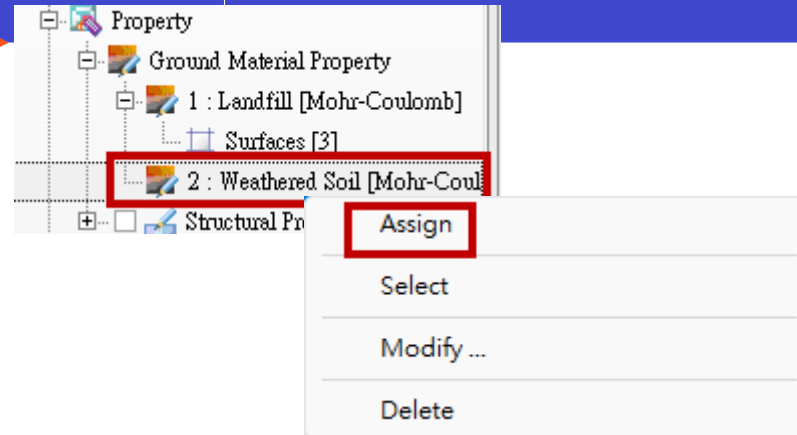 Property
Ground Material Property
1 : Landfill [Mohr-Coulomb]
Surfaces [3]
2 : Weathered Soil [Mohr-Coul
Structural Pr
Assign
Select
Modify ...
Delete